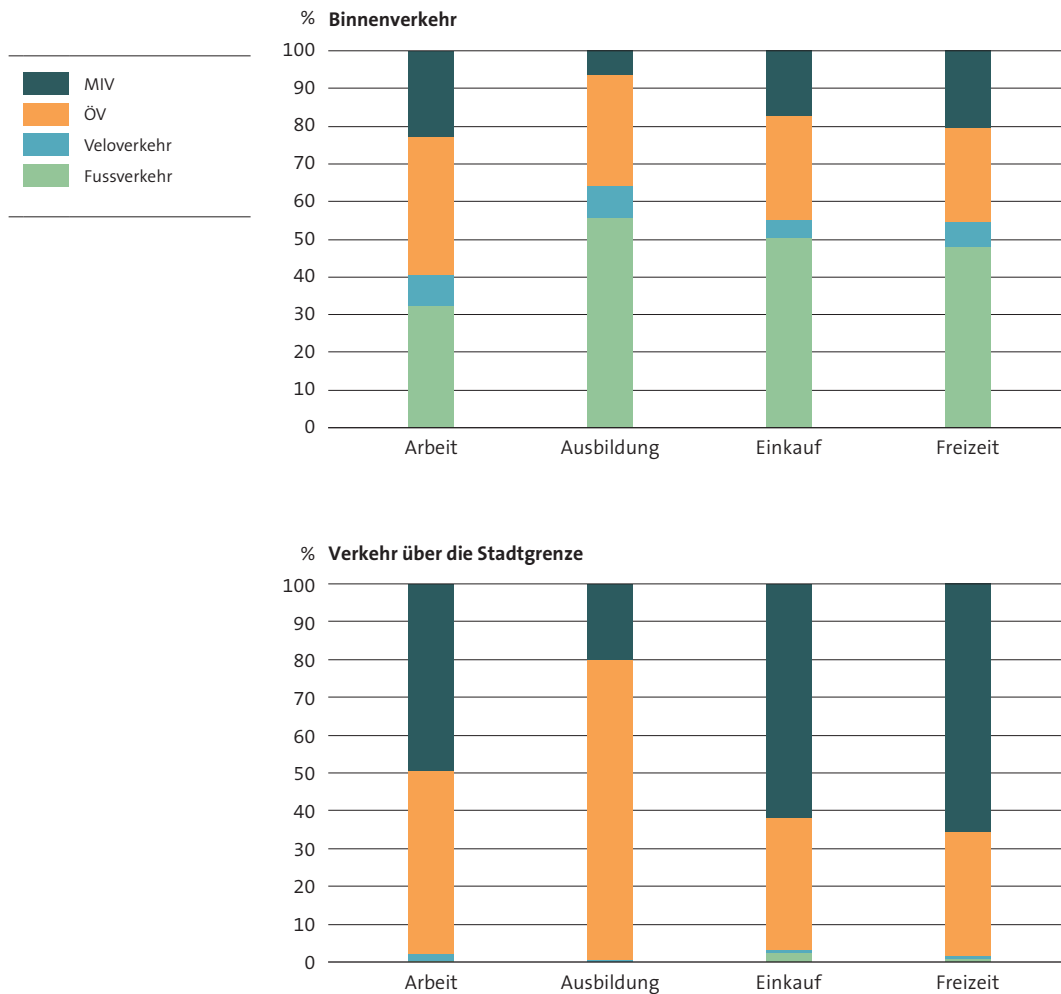 % Binnenverkehr
MIV
ÖV
Veloverkehr
Fussverkehr
100
90
80
70
60
50
40
30
20
10
0
Arbeit Ausbildung Einkauf Freizeit
% Verkehr über die Stadtgrenze
100
90
80
70
60
50
40
30
20
10
0
Arbeit Ausbildung Einkauf Freizeit